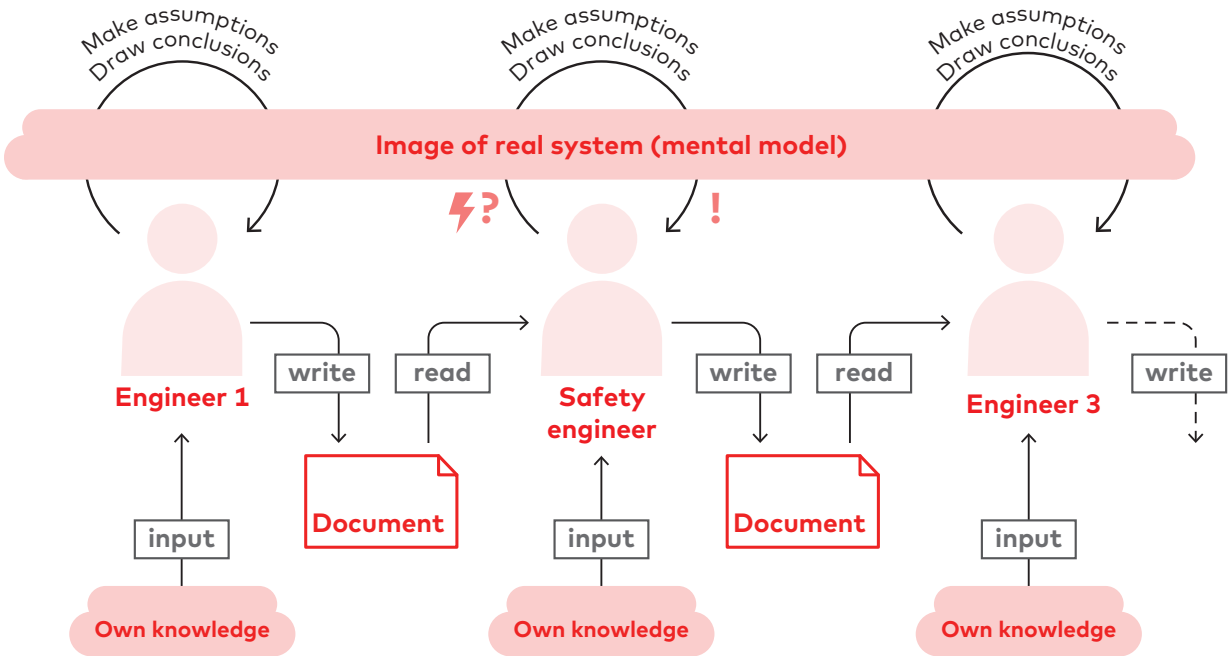 Make assumptions
Draw conclusions
Make assumptions
Draw conclusions
Make assumptions
Draw conclusions
Image of real system (mental model)
?
!
write
read
write
read
write
Engineer 1
Safety
engineer
Engineer 3
Document
Document
input
input
input
Own knowledge
Own knowledge
Own knowledge